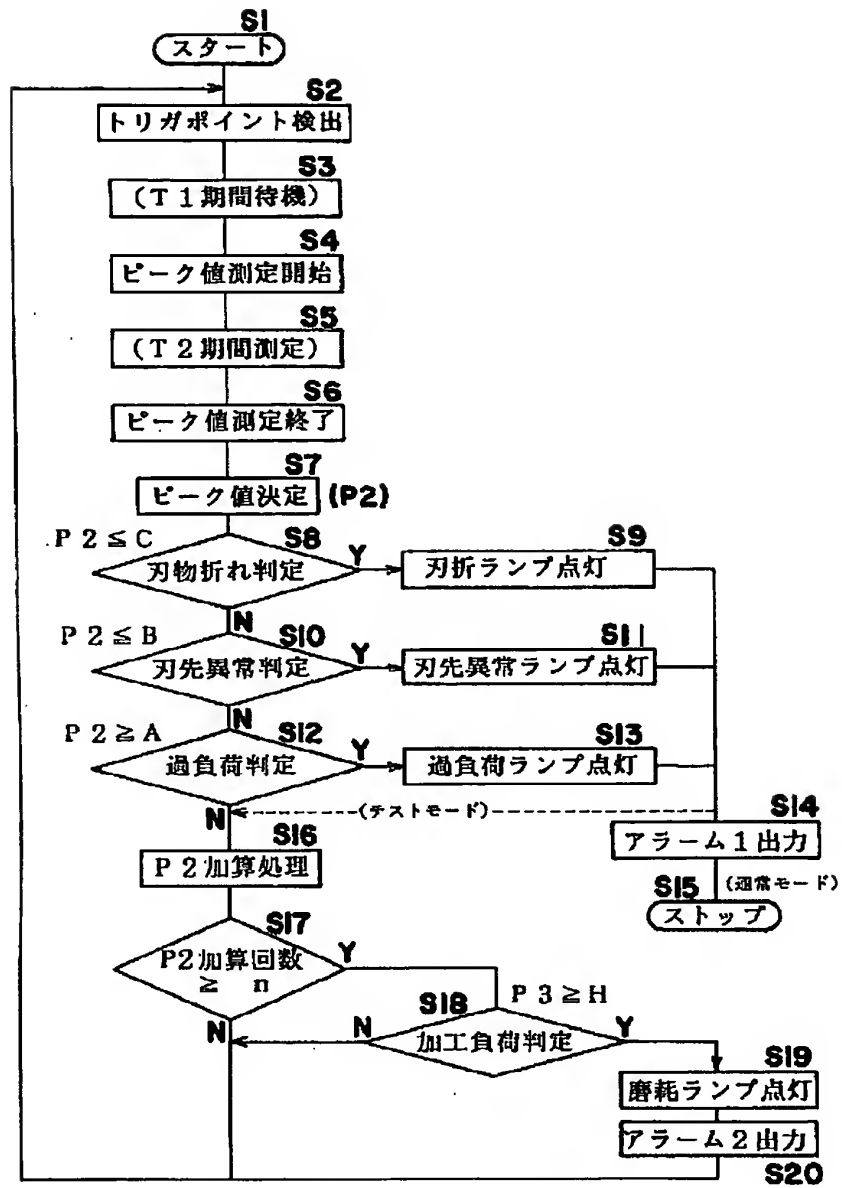 S1
スタート
S2
トリガポイント検出
S3
(T1期間待機)
S4
ピーク値測定開始
S5
(T2期間測定)
S6
ピーク値測定終了
S7
ピーク値決定 (P2)
P2≦C S8 Y S9
刃物折れ判定 刃折ランプ点灯
N
P2≦B S10 Y S11
刃先異常判定 刃先異常ランプ点灯
N
P2≧A S12 Y S13
過負荷判定 過負荷ランプ点灯
N (テストモード) S14
アラーム1出力
S16
P2加算処理
S15 (通常モード)
ストップ
S17
P2加算回数 Y
≧ n
N
S18 P3≧H
N 加工負荷判定 Y
S19
磨耗ランプ点灯
アラーム2出力
S20